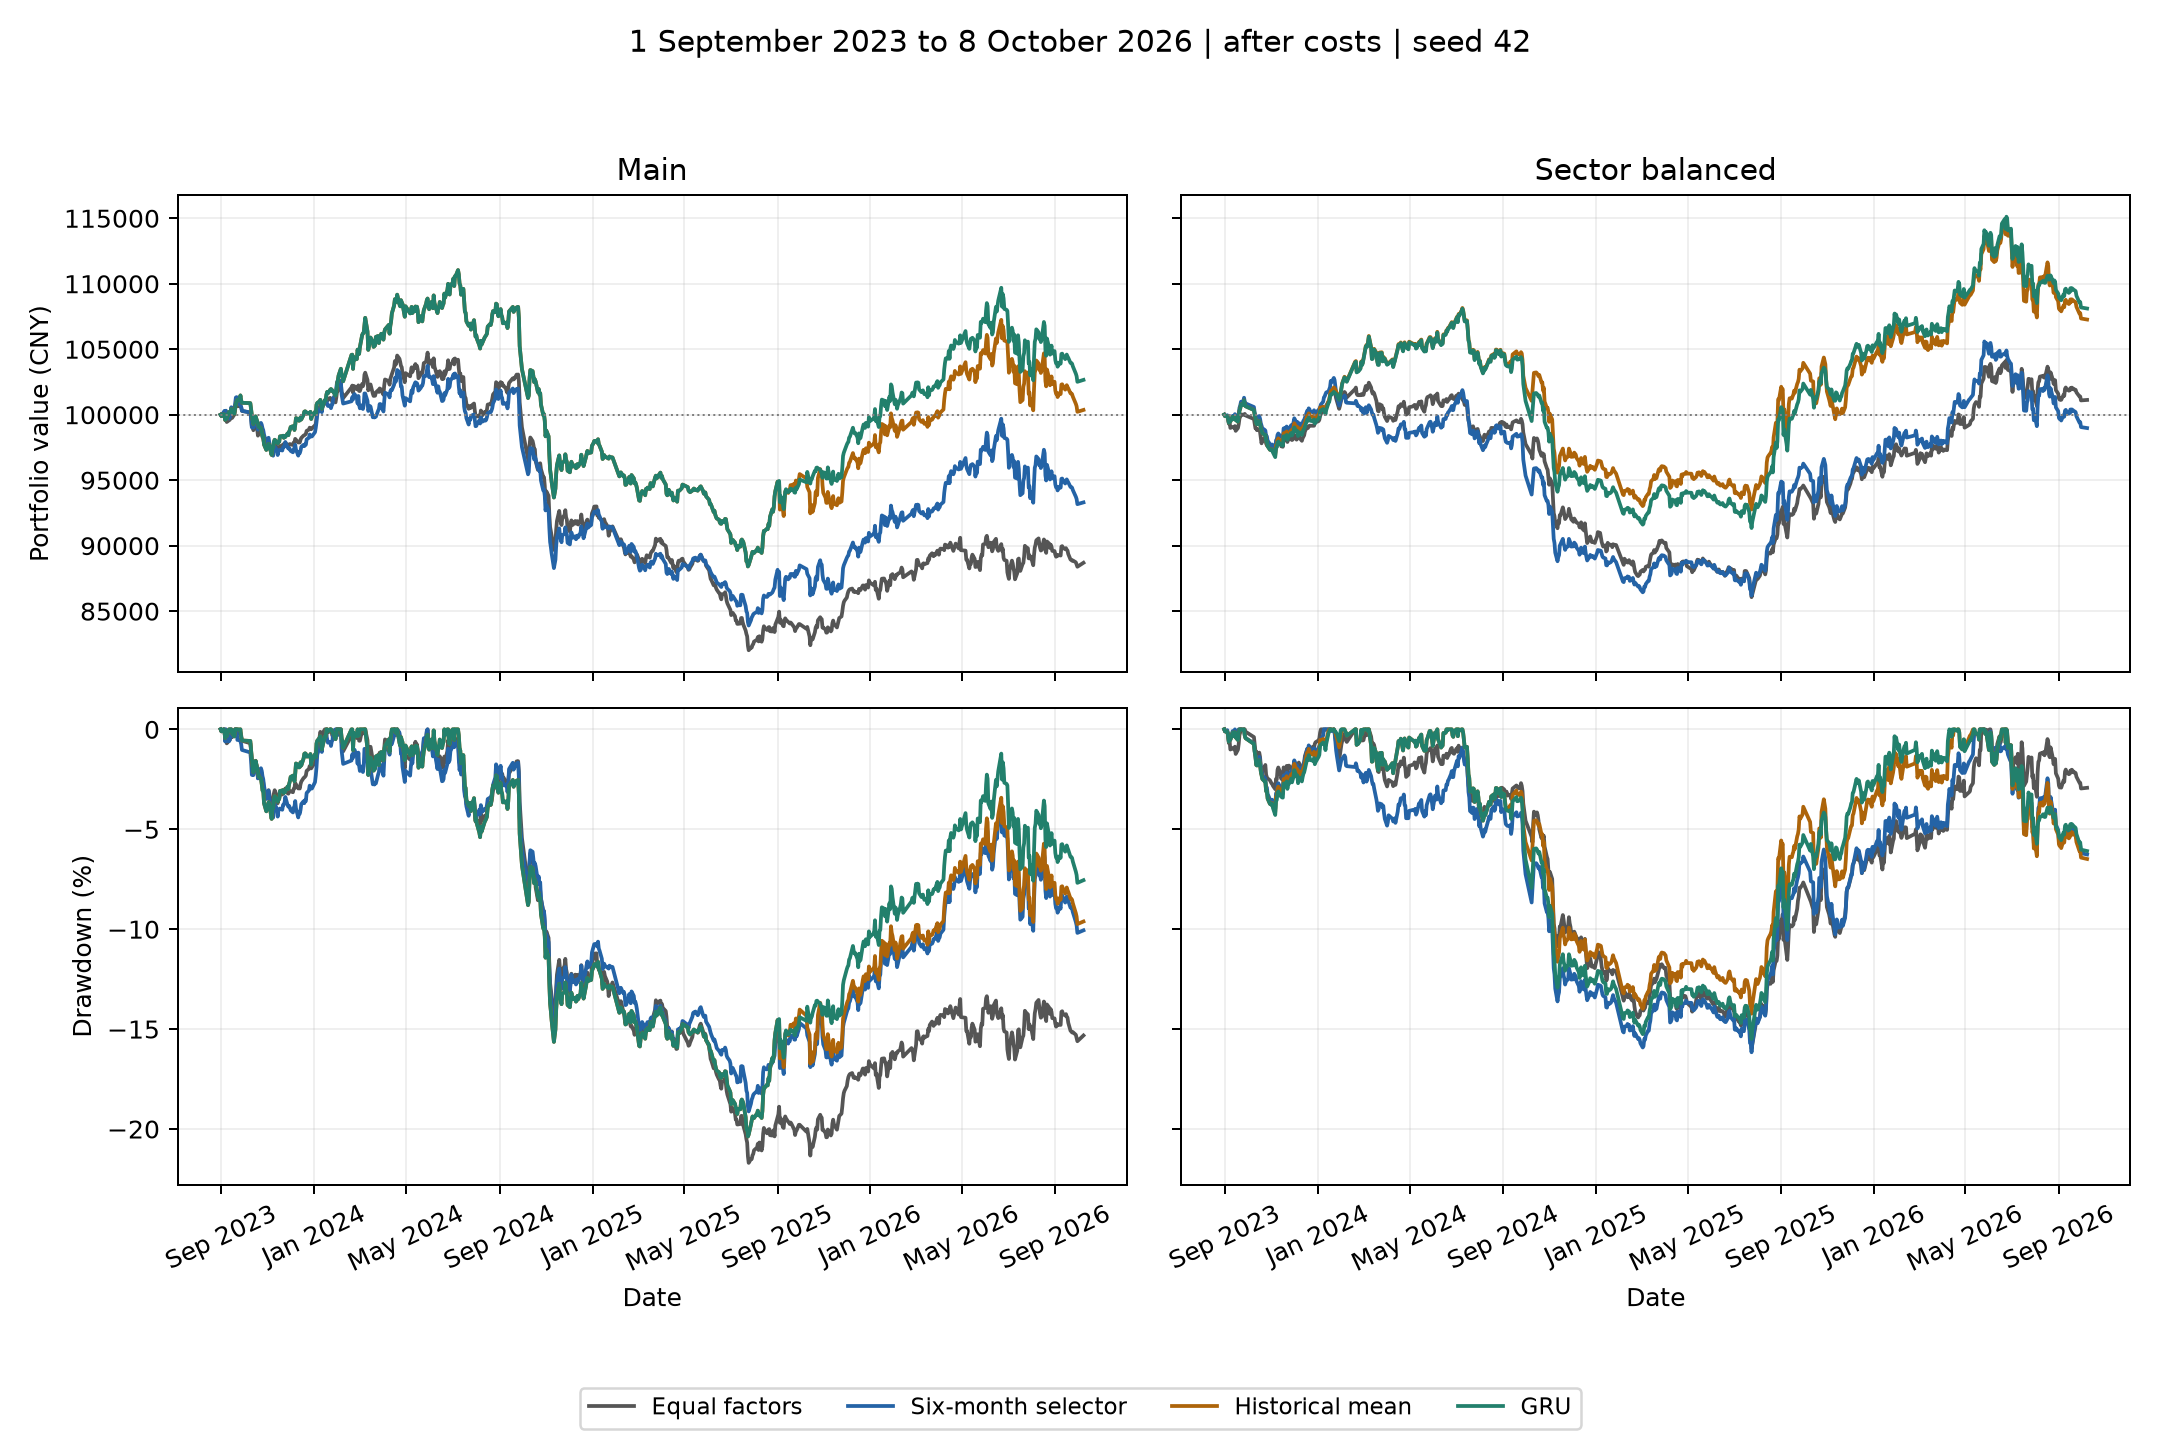 1 September 2023 to 8 October 2026 | after costs | seed 42
Main
Sector balanced
Portfolio value (CNY)
115000
110000
105000
100000
95000
90000
85000
Drawdown (%)
0
−5
−10
−15
−20
Sep 2023 Jan 2024 May 2024 Sep 2024 Jan 2025 May 2025 Sep 2025 Jan 2026 May 2026 Sep 2026
Date
Sep 2023 Jan 2024 May 2024 Sep 2024 Jan 2025 May 2025 Sep 2025 Jan 2026 May 2026 Sep 2026
Date
Equal factors Six-month selector Historical mean GRU